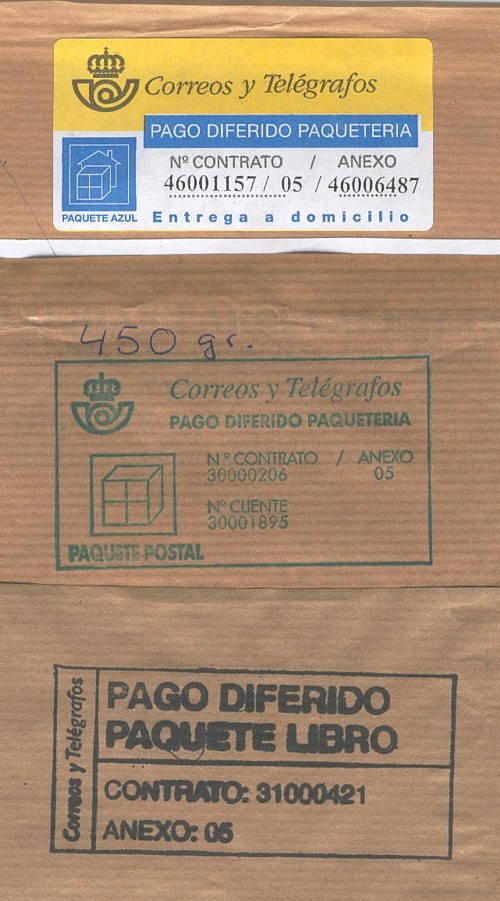 Correos y Telégrafos
PAGO DIFERIDO PAQUETERIA
Nº CONTRATO / ANEXO
46001157 / 05 / 46006487
PAQUETE AZUL
Entrega a domicilio
450 gr.
Correos y Telégrafos
PAGO DIFERIDO PAQUETERIA
Nº CONTRATO / ANEXO
30000206 05
Nº CLIENTE
30001895
PAQUETE POSTAL
Correos y Telégrafos
PAGO DIFERIDO
PAQUETE LIBRO
CONTRATO: 31000421
ANEXO: 05